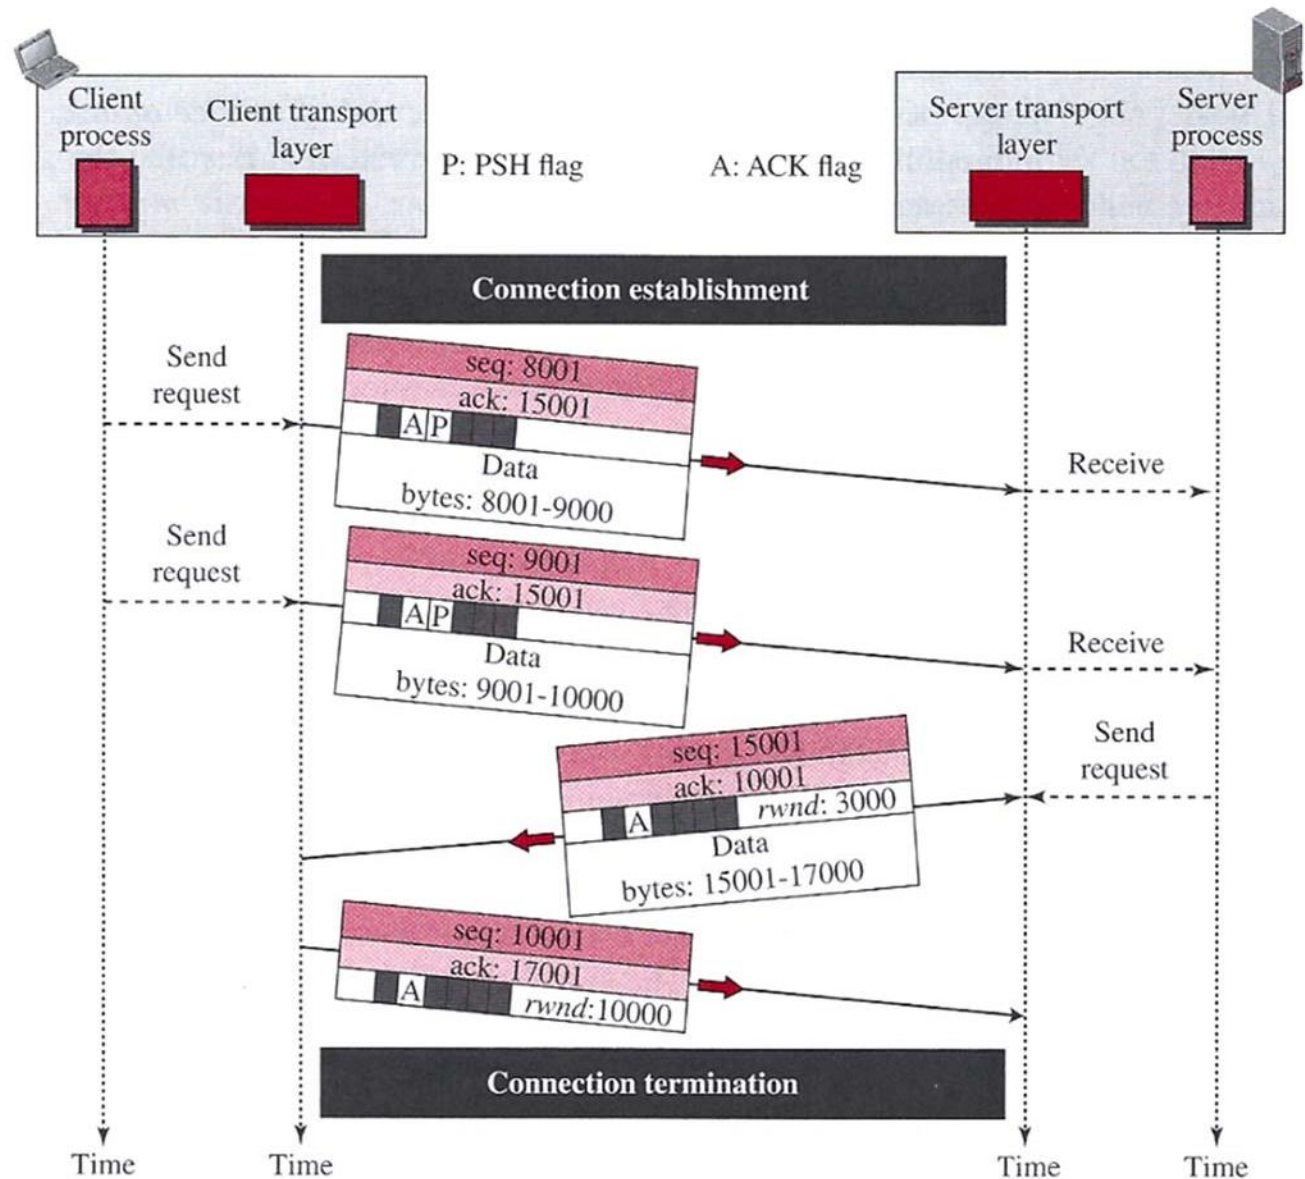 Client
process
Client transport
layer
P: PSH flag
A: ACK flag
Server transport
layer
Server
process
Connection establishment
Send
request
seq: 8001
ack: 15001
A P
Data
bytes: 8001-9000
Receive
Send
request
seq: 9001
ack: 15001
A P
Data
bytes: 9001-10000
Receive
Send
request
seq: 15001
ack: 10001
A rwnd: 3000
Data
bytes: 15001-17000
seq: 10001
ack: 17001
A rwnd:10000
Connection termination
Time
Time
Time
Time